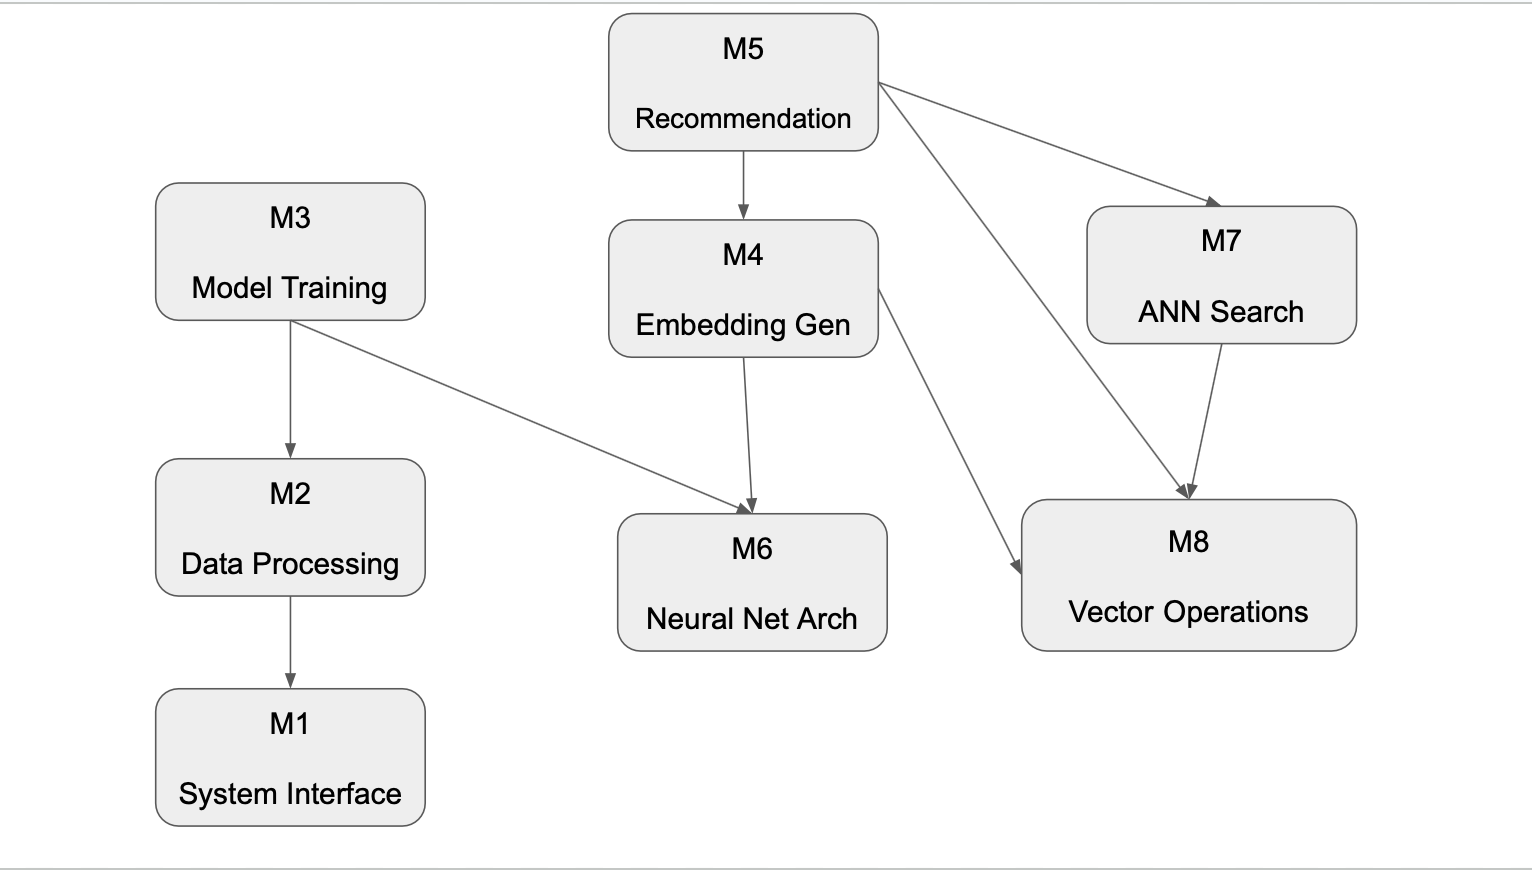 M5
Recommendation
M3
Model Training
M4
Embedding Gen
M7
ANN Search
M2
Data Processing
M6
Neural Net Arch
M8
Vector Operations
M1
System Interface